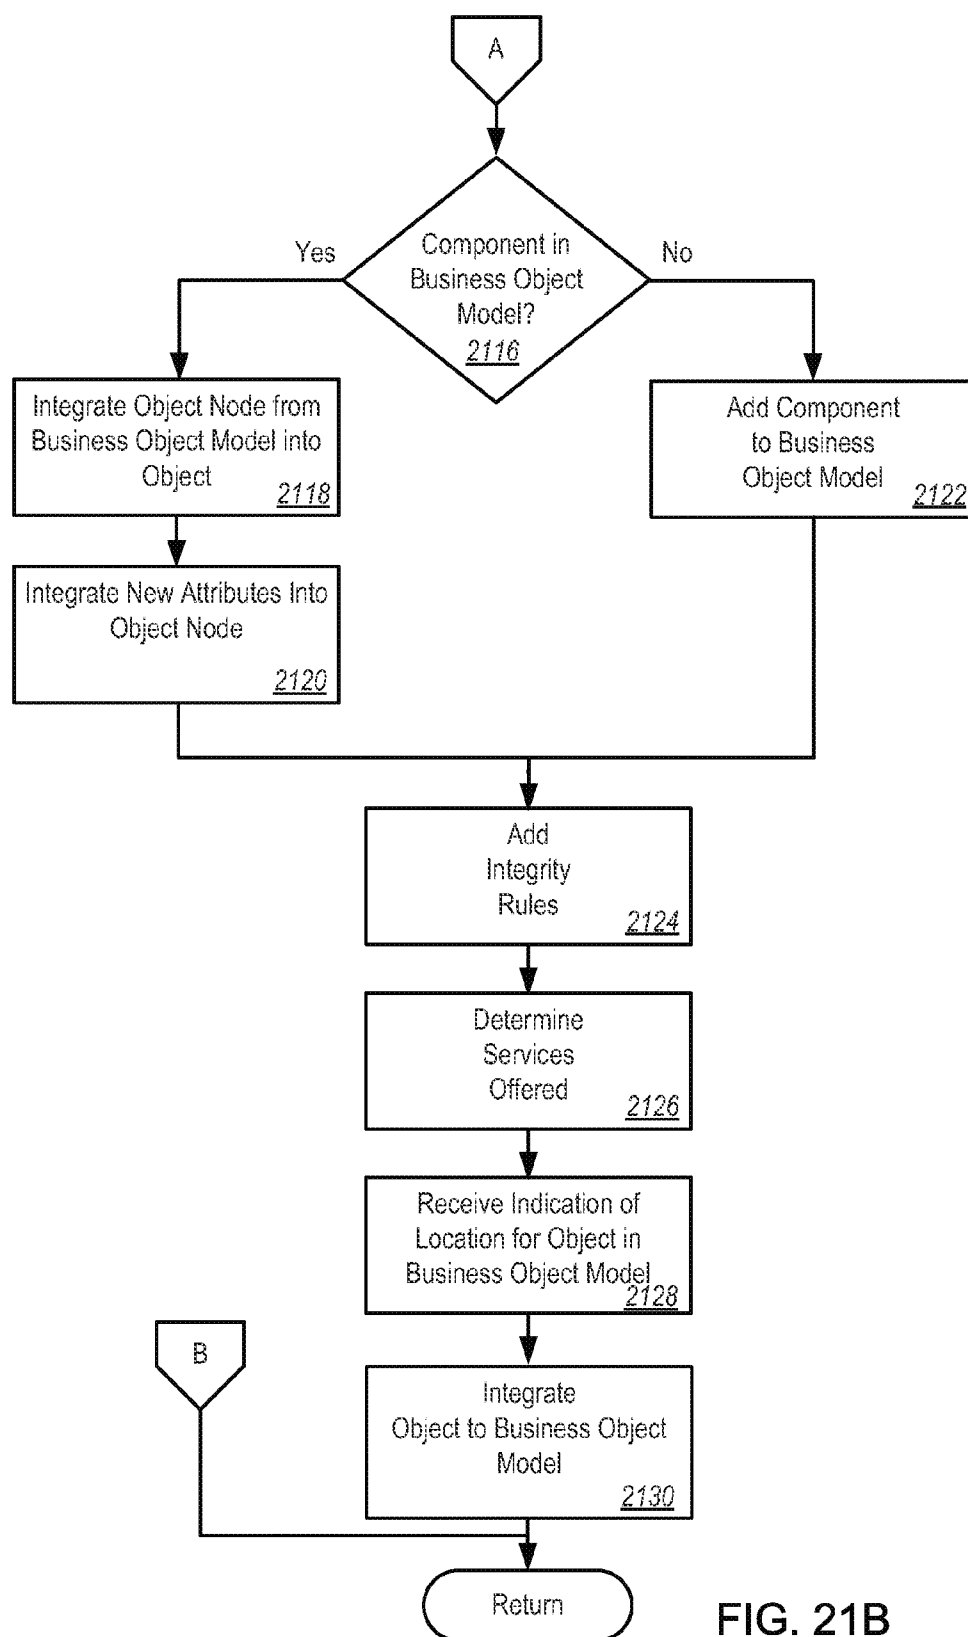 A
Yes
Component in
Business Object
Model?
2116
No
Integrate Object Node from
Business Object Model into
Object
2118
Add Component
to Business
Object Model
2122
Integrate New Attributes Into
Object Node
2120
Add
Integrity
Rules
2124
Determine
Services
Offered
2126
Receive Indication of
Location for Object in
Business Object Model
2128
B
Integrate
Object to Business Object
Model
2130
Return
FIG. 21B